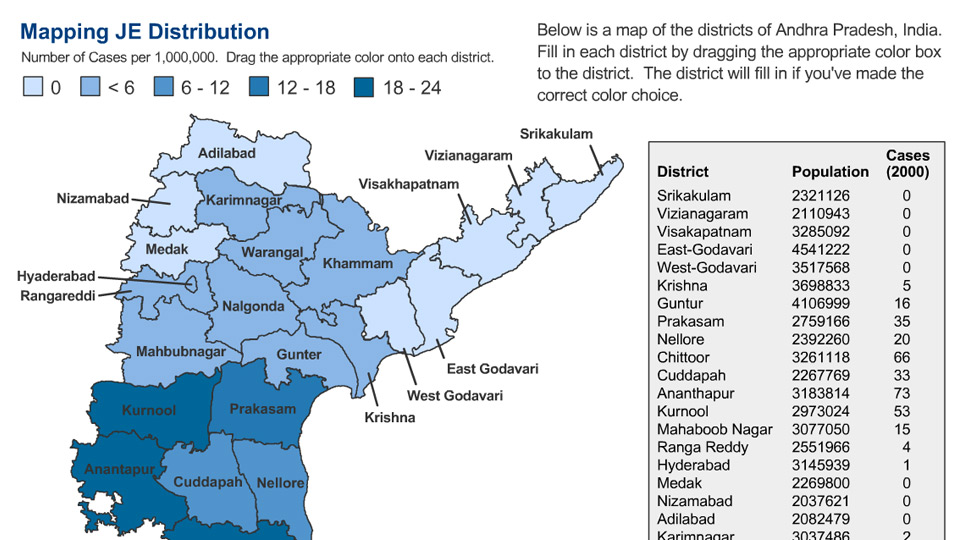 Mapping JE Distribution
Number of Cases per 1,000,000.  Drag the appropriate color onto each district.
0
< 6
6 - 12
12 - 18
18 - 24
Below is a map of the districts of Andhra Pradesh, India.
Fill in each district by dragging the appropriate color box
to the district.  The district will fill in if you've made the
correct color choice.
Srikakulam
Vizianagaram
Visakhapatnam
Adilabad
Nizamabad
Karimnagar
Medak
Warangal
Khammam
Hyaderabad
Rangareddi
Nalgonda
Mahbubnagar
Gunter
East Godavari
West Godavari
Krishna
Kurnool
Prakasam
Anantapur
Cuddapah
Nellore
District Population Cases (2000)
Srikakulam 2321126 0
Vizianagaram 2110943 0
Visakapatnam 3285092 0
East-Godavari 4541222 0
West-Godavari 3517568 0
Krishna 3698833 5
Guntur 4106999 16
Prakasam 2759166 35
Nellore 2392260 20
Chittoor 3261118 66
Cuddapah 2267769 33
Ananthapur 3183814 73
Kurnool 2973024 53
Mahaboob Nagar 3077050 15
Ranga Reddy 2551966 4
Hyderabad 3145939 1
Medak 2269800 0
Nizamabad 2037621 0
Adilabad 2082479 0
Karimnagar 3037486 2